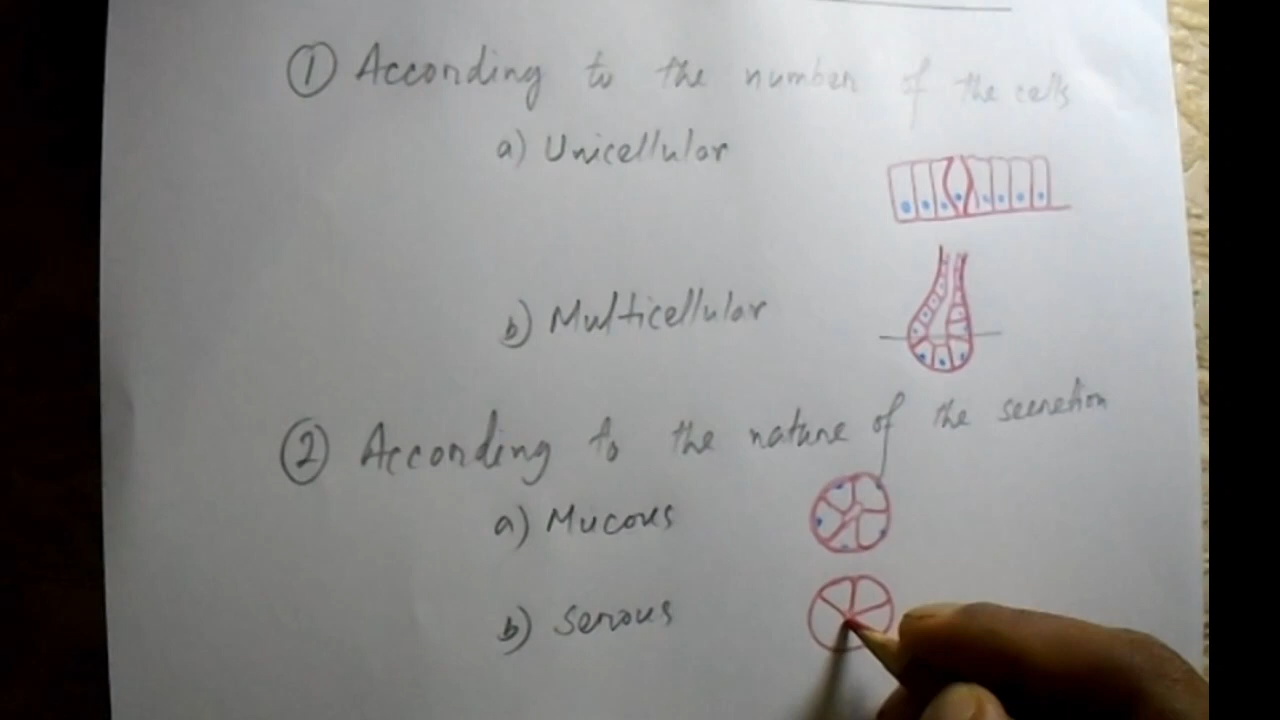 ① According to the number of the cells
a) Unicellular
b) Multicellular
② According to the nature of the secretion
a) Mucous
b) Serous